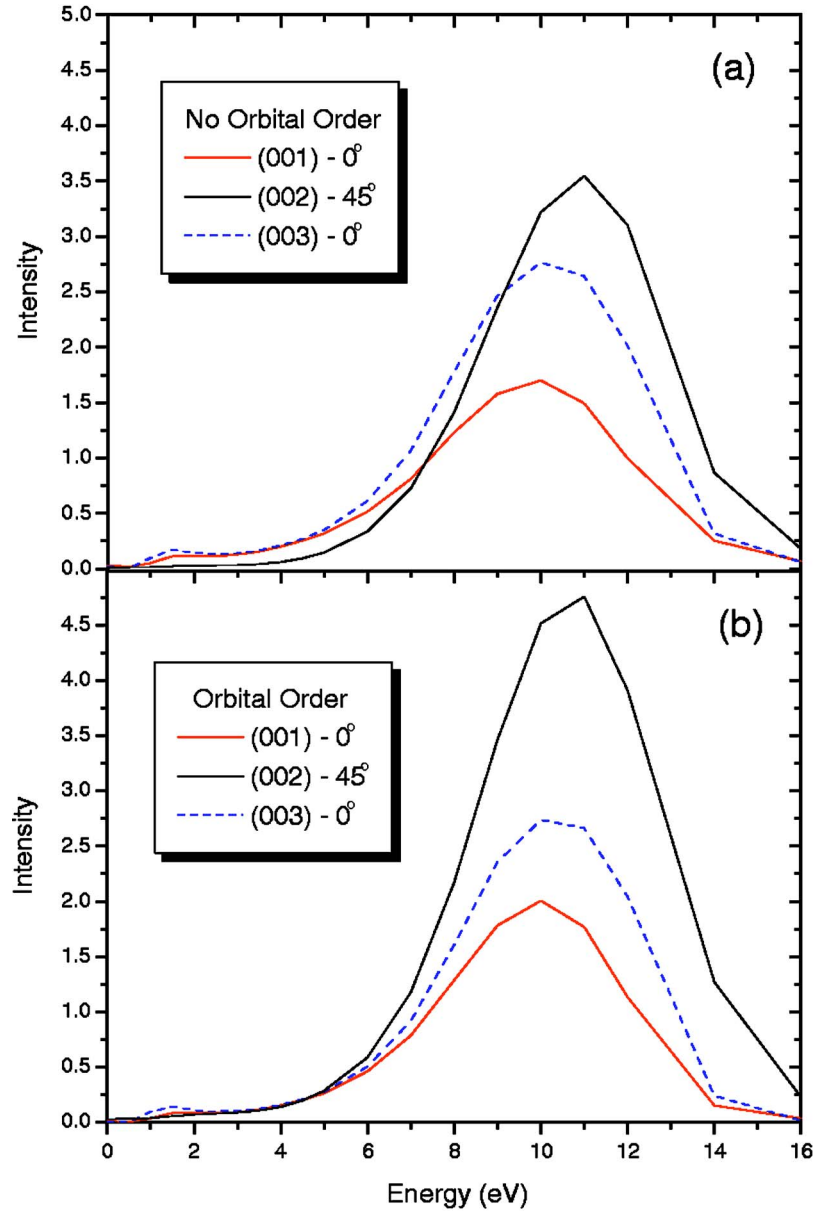 5.0
4.5
4.0
3.5
3.0
2.5
2.0
1.5
1.0
0.5
0.0
Intensity
(a)
No Orbital Order
(001) - 0°
(002) - 45°
(003) - 0°
4.5
4.0
3.5
3.0
2.5
2.0
1.5
1.0
0.5
0.0
Intensity
(b)
Orbital Order
(001) - 0°
(002) - 45°
(003) - 0°
0 2 4 6 8 10 12 14 16
Energy (eV)